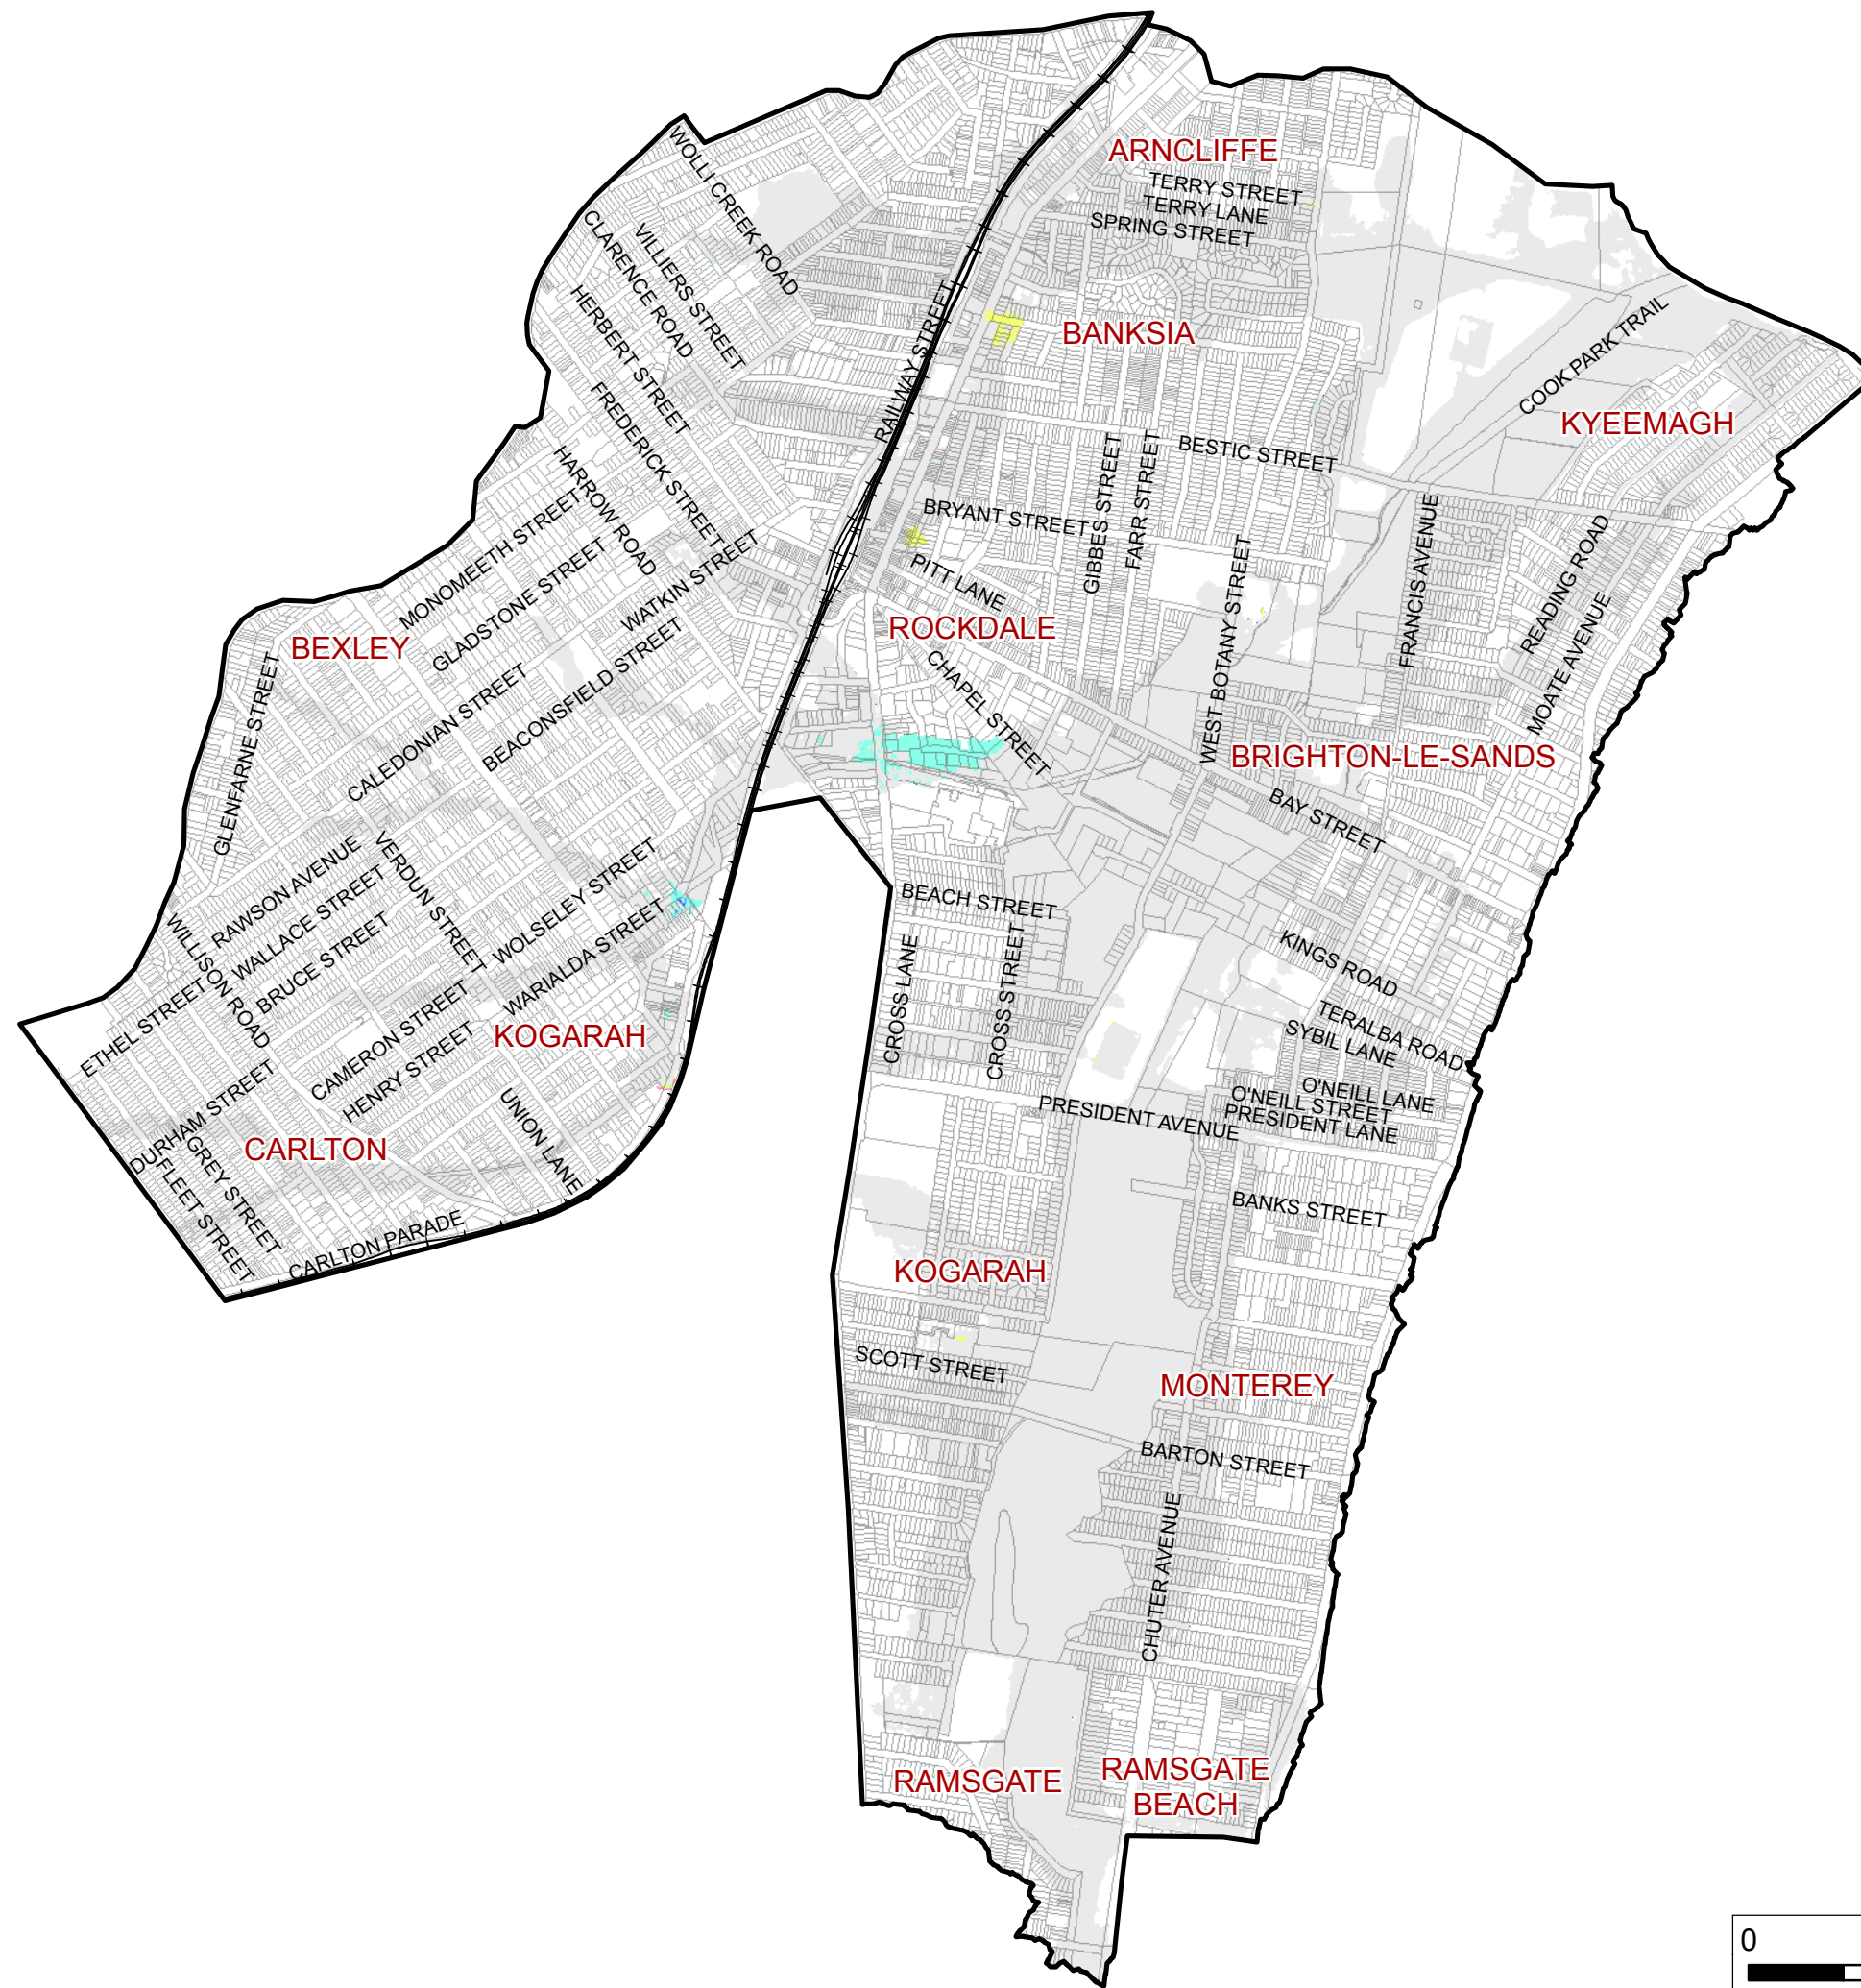 ARNCLIFFE
TERRY STREET
TERRY LANE
SPRING STREET
WOLLI CREEK ROAD
VILLIERS STREET
CLARENCE ROAD
HERBERT STREET
RAILWAY STREET
BANKSIA
COOK PARK TRAIL
KYEEMAGH
FREDERICK STREET
HARROW ROAD
BESTIC STREET
GIBBES STREET
FARR STREET
BRYANT STREET
MONOMEETH STREET
GLADSTONE STREET
WATKIN STREET
PITT LANE
WEST BOTANY STREET
FRANCIS AVENUE
READING ROAD
MOATE AVENUE
BEXLEY
ROCKDALE
BEACONSFIELD STREET
CALEDONIAN STREET
GLENFARNE STREET
CHAPEL STREET
BRIGHTON-LE-SANDS
BAY STREET
RAWSON AVENUE
VERDUN STREET
WALLACE STREET
BRUCE STREET
WOLSELEY STREET
WARIALDA STREET
WILLISON ROAD
ETHEL STREET
BEACH STREET
CROSS LANE
CROSS STREET
KINGS ROAD
TERALBA ROAD
SYBIL LANE
CAMERON STREET
HENRY STREET
KOGARAH
DURHAM STREET
O'NEILL LANE
O'NEILL STREET
PRESIDENT LANE
PRESIDENT AVENUE
UNION LANE
CARLTON
GREY STREET
FLEET STREET
CARLTON PARADE
BANKS STREET
KOGARAH
SCOTT STREET
MONTEREY
BARTON STREET
CHUTER AVENUE
RAMSGATE
RAMSGATE
BEACH
0